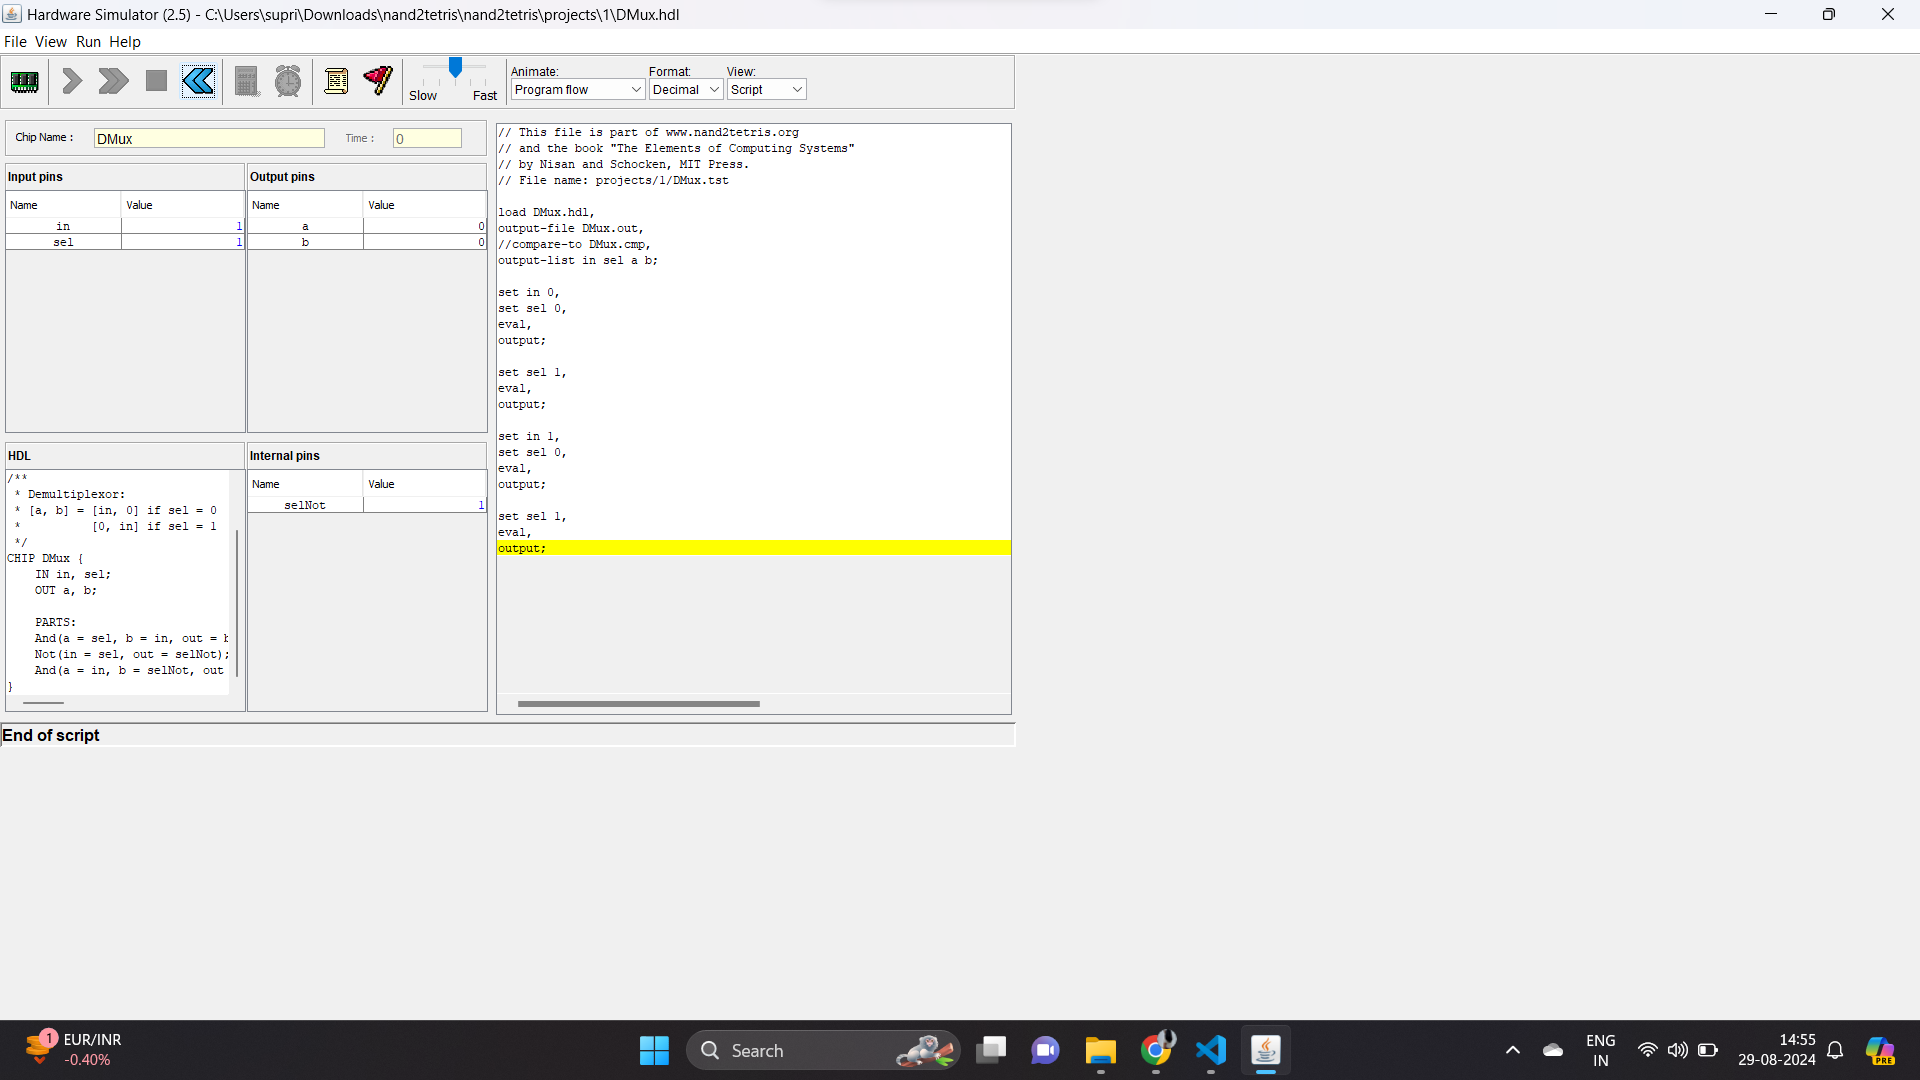 Hardware Simulator (2.5) - C:\Users\supri\Downloads\nand2tetris\nand2tetris\projects\1\DMux.hdl
File View Run Help
Slow Fast
Animate: Format: View:
Program flow Decimal Script
Chip Name : DMux Time : 0
Input pins
Name Value
in 1
sel 1
Output pins
Name Value
a 0
b 0
HDL
/**
* Demultiplexor:
* [a, b] = [in, 0] if sel = 0
* [0, in] if sel = 1
*/
CHIP DMux {
IN in, sel;
OUT a, b;
PARTS:
And(a = sel, b = in, out = b
Not(in = sel, out = selNot);
And(a = in, b = selNot, out
}
Internal pins
Name Value
selNot 1
// This file is part of www.nand2tetris.org
// and the book "The Elements of Computing Systems"
// by Nisan and Schocken, MIT Press.
// File name: projects/1/DMux.tst
load DMux.hdl,
output-file DMux.out,
//compare-to DMux.cmp,
output-list in sel a b;
set in 0,
set sel 0,
eval,
output;
set sel 1,
eval,
output;
set in 1,
set sel 0,
eval,
output;
set sel 1,
eval,
output;
End of script
1
EUR/INR
-0.40%
Search
ENG
IN
14:55
29-08-2024
PRE